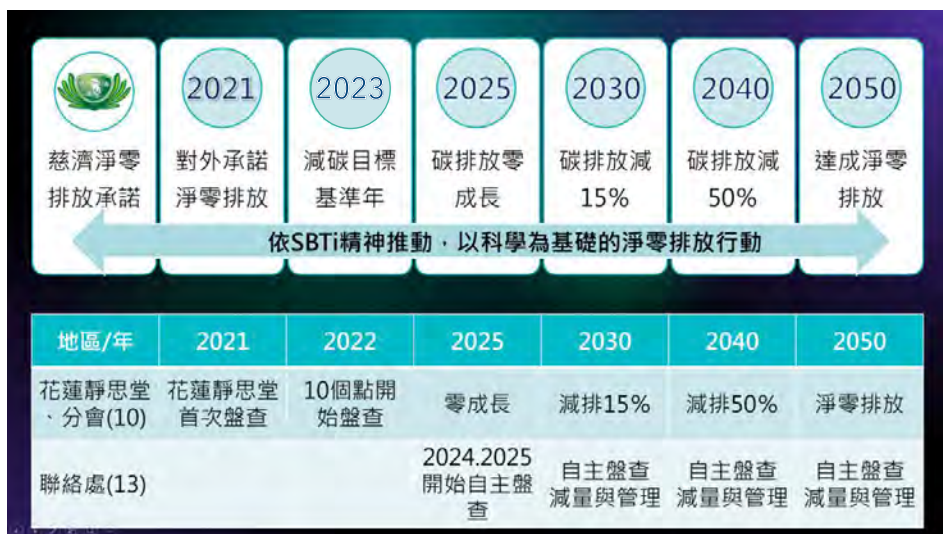 慈濟淨零
排放承諾
2021
對外承諾
淨零排放
2023
減碳目標
基準年
2025
碳排放零
成長
2030
碳排放減
15%
2040
碳排放減
50%
2050
達成淨零
排放
依SBTi精神推動，以科學為基礎的淨零排放行動
地區/年 2021 2022 2025 2030 2040 2050
花蓮靜思堂
、分會(10)
花蓮靜思堂
首次盤查
10個點開
始盤查
零成長
減排15%
減排50%
淨零排放
聯絡處(13)
2024.2025
開始自主盤
查
自主盤查
減量與管理
自主盤查
減量與管理
自主盤查
減量與管理